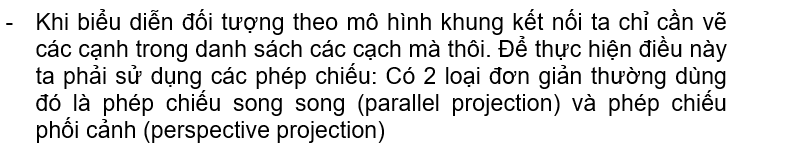 - Khi biểu diễn đối tượng theo mô hình khung kết nối ta chỉ cần vẽ
các cạnh trong danh sách các cạch mà thôi. Để thực hiện điều này
ta phải sử dụng các phép chiếu: Có 2 loại đơn giản thường dùng
đó là phép chiếu song song (parallel projection) và phép chiếu
phối cảnh (perspective projection)